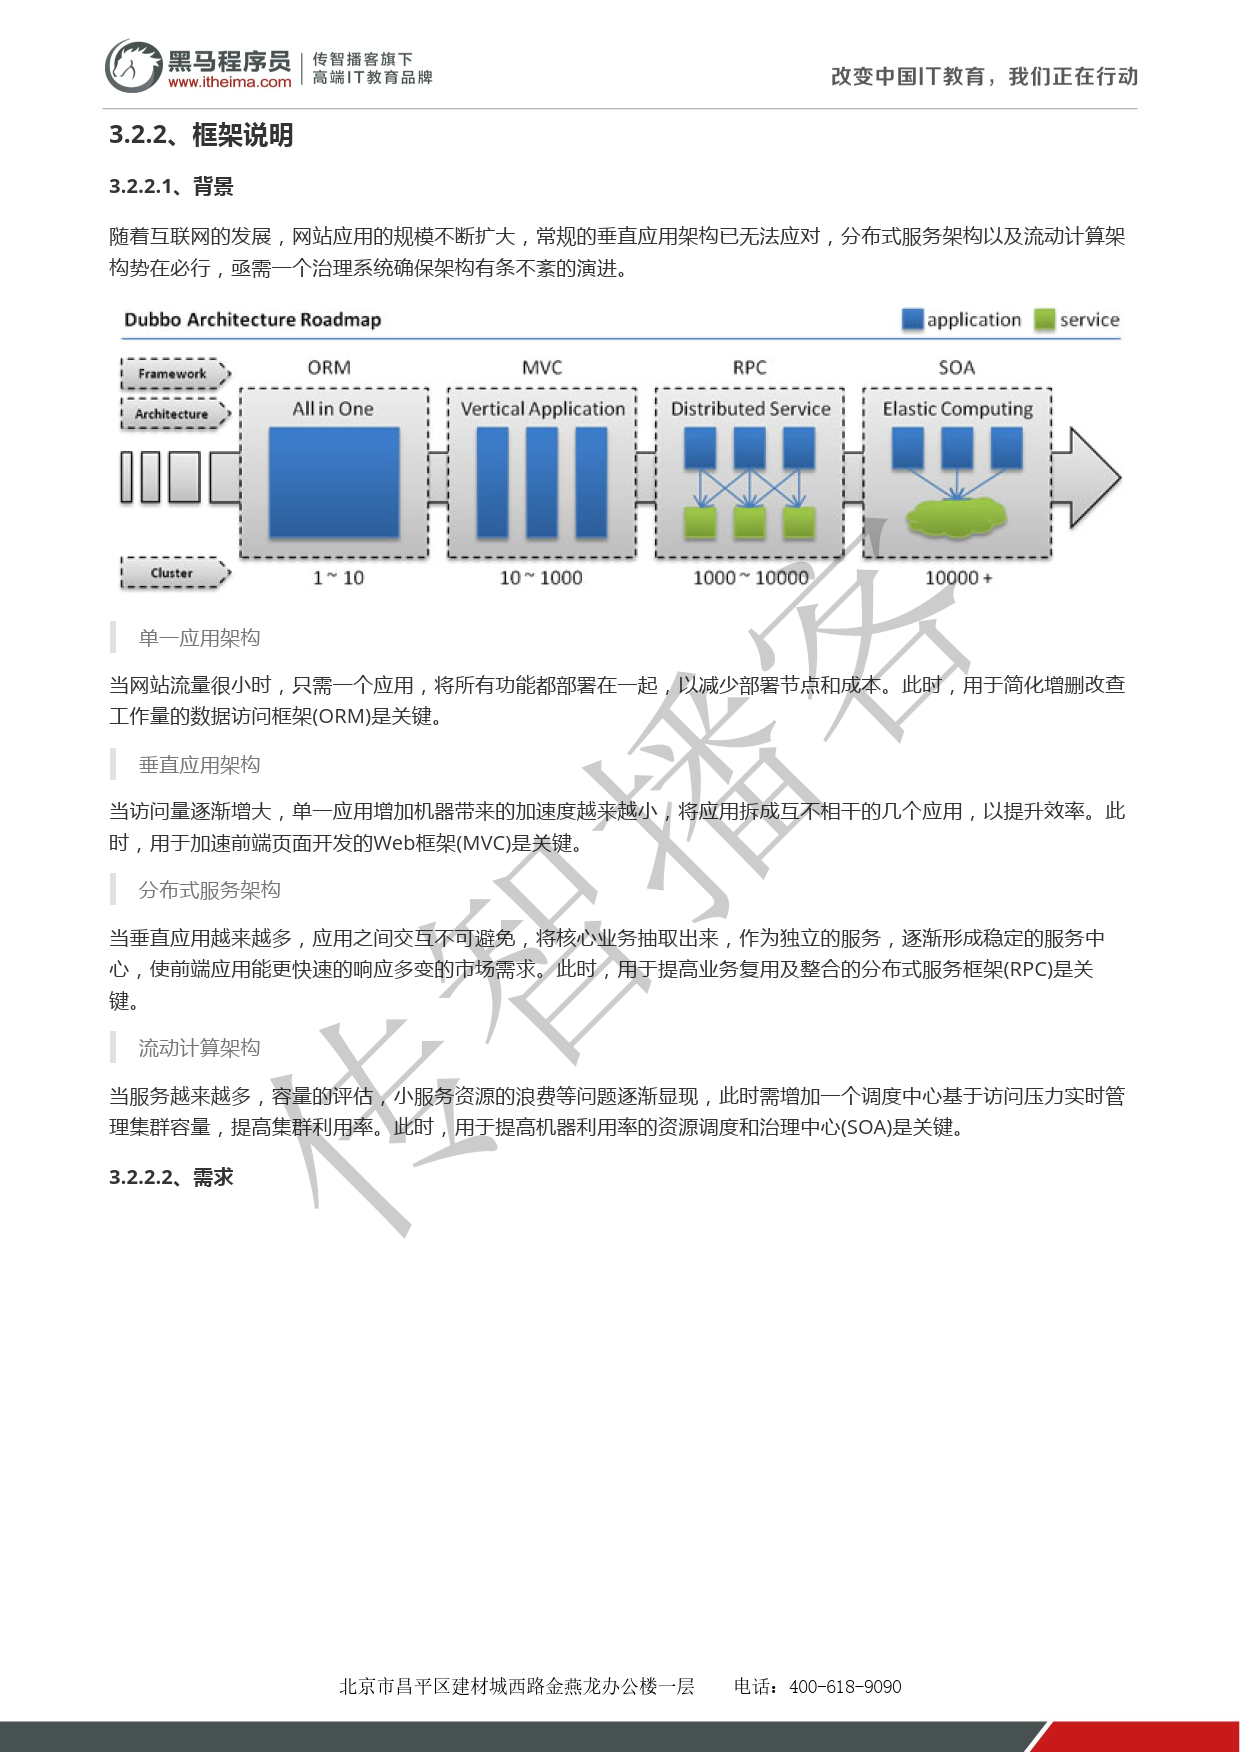 黑马程序员
www.itheima.com
传智播客旗下
高端IT教育品牌
改变中国IT教育，我们正在行动
3.2.2、框架说明
3.2.2.1、背景
随着互联网的发展，网站应用的规模不断扩大，常规的垂直应用架构已无法应对，分布式服务架构以及流动计算架
构势在必行，亟需一个治理系统确保架构有条不紊的演进。
Dubbo Architecture Roadmap
application service
Framework ORM MVC RPC SOA
Architecture All in One Vertical Application Distributed Service Elastic Computing
Cluster 1 ~ 10 10 ~ 1000 1000 ~ 10000 10000 +
单一应用架构
当网站流量很小时，只需一个应用，将所有功能都部署在一起，以减少部署节点和成本。此时，用于简化增删改查
工作量的数据访问框架(ORM)是关键。
垂直应用架构
当访问量逐渐增大，单一应用增加机器带来的加速度越来越小，将应用拆成互不相干的几个应用，以提升效率。此
时，用于加速前端页面开发的Web框架(MVC)是关键。
分布式服务架构
当垂直应用越来越多，应用之间交互不可避免，将核心业务抽取出来，作为独立的服务，逐渐形成稳定的服务中
心，使前端应用能更快速的响应多变的市场需求。此时，用于提高业务复用及整合的分布式服务框架(RPC)是关
键。
流动计算架构
当服务越来越多，容量的评估，小服务资源的浪费等问题逐渐显现，此时需增加一个调度中心基于访问压力实时管
理集群容量，提高集群利用率。此时，用于提高机器利用率的资源调度和治理中心(SOA)是关键。
3.2.2.2、需求
传智播客
北京市昌平区建材城西路金燕龙办公楼一层 电话：400-618-9090